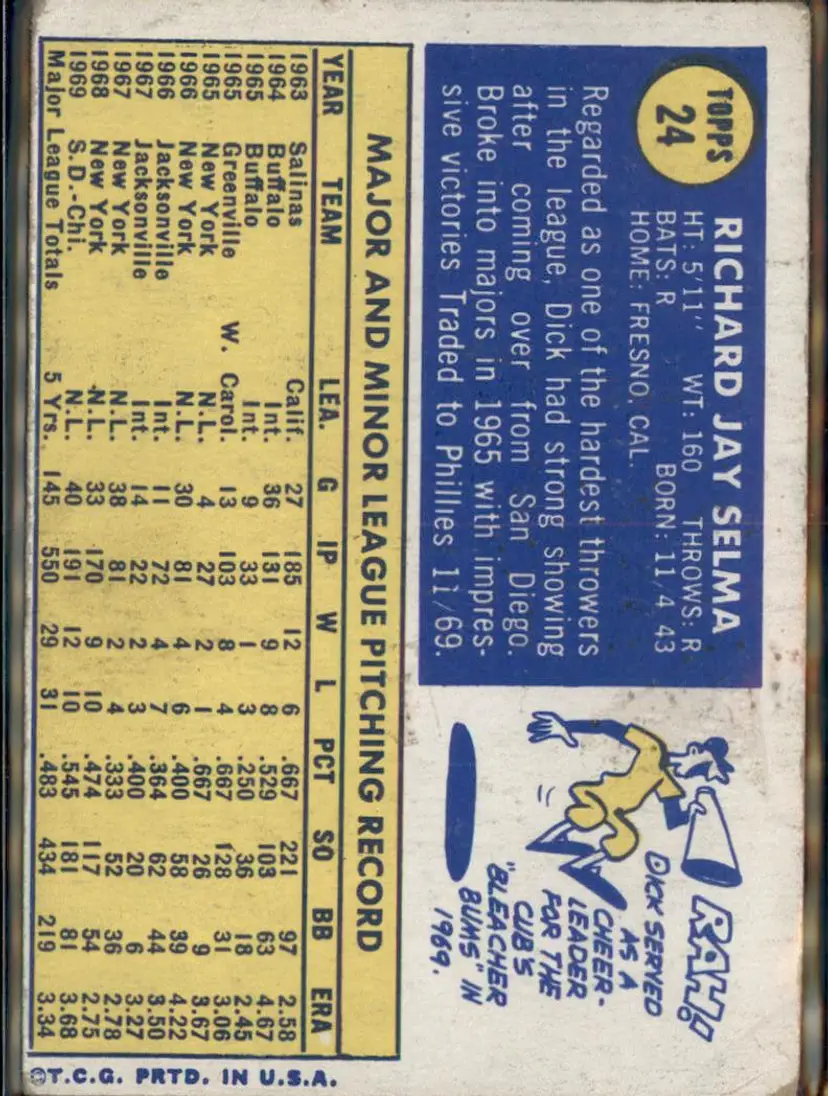 TOPPS
24
RICHARD JAY SELMA
HT: 5'11" WT: 160 THROWS: R
BATS: R BORN: 11/4 43
HOME: FRESNO, CAL.
Regarded as one of the hardest throwers
in the league, Dick had strong showing
after coming over from San Diego.
Broke into majors in 1965 with impres-
sive victories Traded to Phillies 11/69.
RAH!
DICK SERVED
AS A
CHEER-
LEADER
FOR THE
CUB'S
"BLEACHER
BUMS" IN
1969.
MAJOR AND MINOR LEAGUE PITCHING RECORD
YEAR TEAM LEA. G IP W L PCT SO BB ERA
1963 Salinas Calif. 27 185 12 6 .667 221 97 2.58
1964 Buffalo Int. 36 131 9 8 .529 103 63 4.67
1965 Buffalo Int. 9 33 1 3 .250 36 18 2.45
1965 Greenville W. Carol. 13 103 8 4 .667 128 31 3.06
1965 New York N.L. 4 27 2 1 .667 26 9 3.67
1966 New York N.L. 30 81 4 6 .400 58 39 4.22
1966 Jacksonville Int. 11 72 4 7 .364 62 44 3.50
1967 Jacksonville Int. 14 22 2 3 .400 20 6 3.27
1967 New York N.L. 38 81 2 4 .333 52 36 2.78
1968 New York N.L. 33 170 9 10 .474 117 54 2.75
1969 S.D.-Chi. N.L. 40 191 12 10 .545 181 81 3.68
Major League Totals 5 Yrs. 145 550 29 31 .483 434 219 3.34
©T.C.G. PRTD. IN U.S.A.